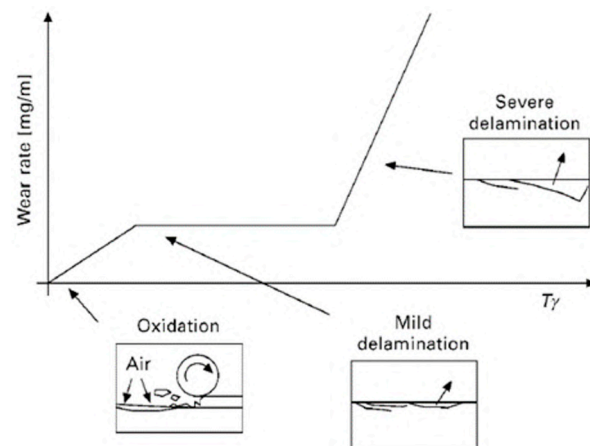 Wear rate [mg/m]
Severe
delamination
Tγ
Oxidation
Air
Mild
delamination